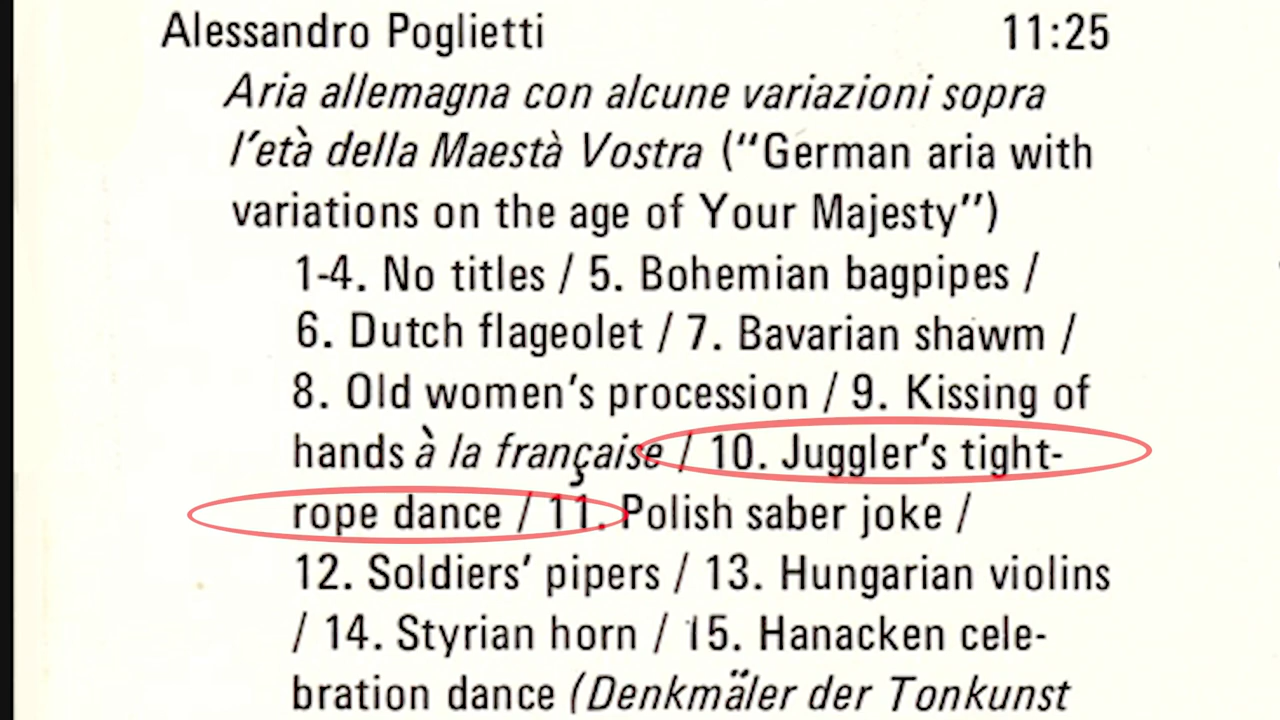 Alessandro Poglietti 11:25
Aria allemagna con alcune variazioni sopra
l'età della Maestà Vostra ("German aria with
variations on the age of Your Majesty")
1-4. No titles / 5. Bohemian bagpipes /
6. Dutch flageolet / 7. Bavarian shawm /
8. Old women's procession / 9. Kissing of
hands à la française / 10. Juggler's tight-
rope dance / 11. Polish saber joke /
12. Soldiers' pipers / 13. Hungarian violins
/ 14. Styrian horn / 15. Hanacken cele-
bration dance (Denkmäler der Tonkunst